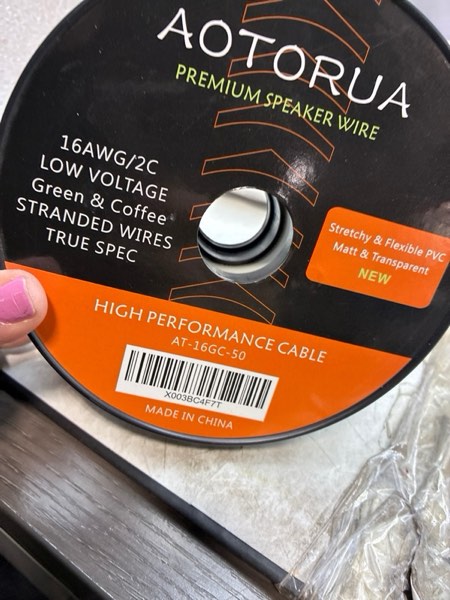 AOTORUA
PREMIUM SPEAKER WIRE
16AWG/2C
LOW VOLTAGE
Green & Coffee
STRANDED WIRES
TRUE SPEC
Stretchy & Flexible PVC
Matt & Transparent
NEW
HIGH PERFORMANCE CABLE
AT-16GC-50
X003BC4F7T
MADE IN CHINA